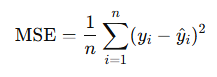 MSE = \frac{1}{n} \sum_{i=1}^{n} (y_i - \hat{y}_i)^2